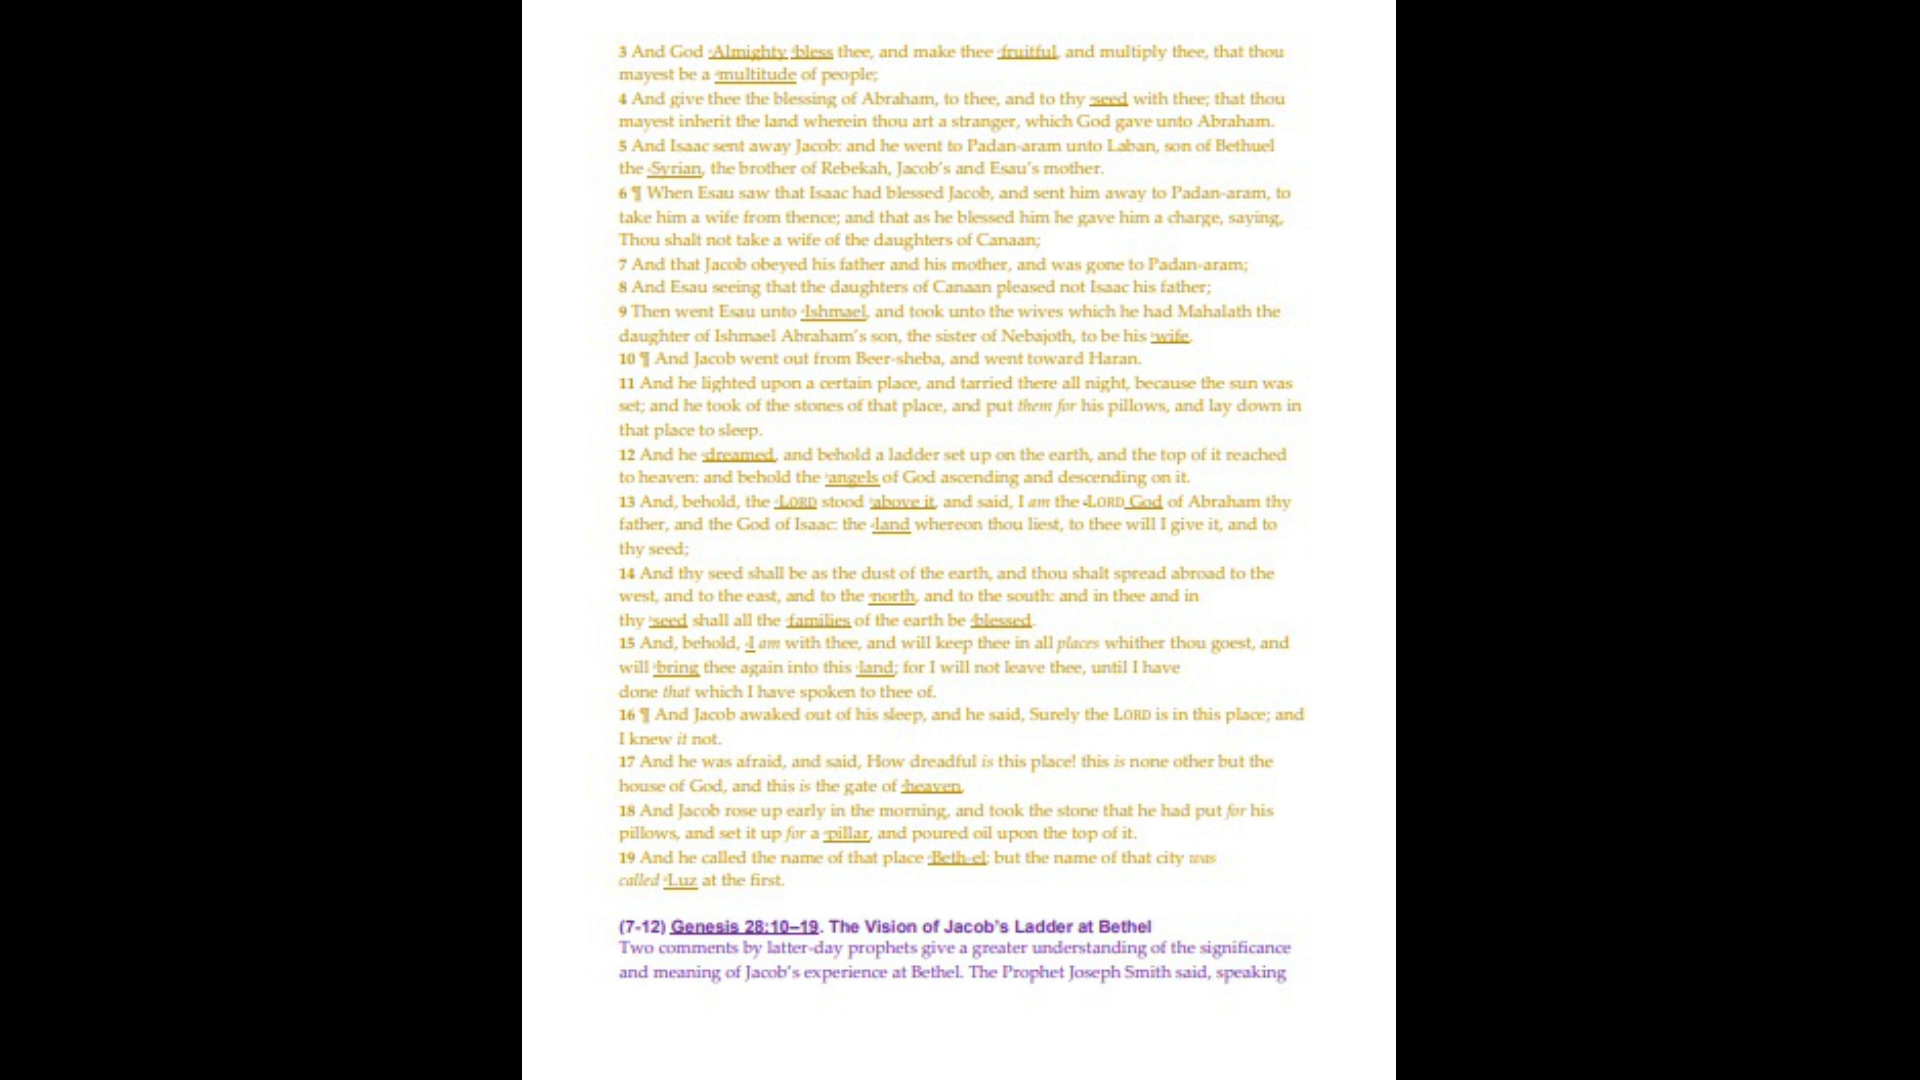 3 And God Almighty bless thee, and make thee fruitful, and multiply thee, that thou
mayest be a multitude of people;
4 And give thee the blessing of Abraham, to thee, and to thy seed with thee; that thou
mayest inherit the land wherein thou art a stranger, which God gave unto Abraham.
5 And Isaac sent away Jacob: and he went to Padan-aram unto Laban, son of Bethuel
the Syrian, the brother of Rebekah, Jacob's and Esau's mother.
6 ¶ When Esau saw that Isaac had blessed Jacob, and sent him away to Padan-aram, to
take him a wife from thence; and that as he blessed him he gave him a charge, saying,
Thou shalt not take a wife of the daughters of Canaan;
7 And that Jacob obeyed his father and his mother, and was gone to Padan-aram;
8 And Esau seeing that the daughters of Canaan pleased not Isaac his father;
9 Then went Esau unto Ishmael, and took unto the wives which he had Mahalath the
daughter of Ishmael Abraham's son, the sister of Nebajoth, to be his wife.
10 ¶ And Jacob went out from Beer-sheba, and went toward Haran.
11 And he lighted upon a certain place, and tarried there all night, because the sun was
set; and he took of the stones of that place, and put them for his pillows, and lay down in
that place to sleep.
12 And he dreamed, and behold a ladder set up on the earth, and the top of it reached
to heaven: and behold the angels of God ascending and descending on it.
13 And, behold, the LORD stood above it, and said, I am the LORD God of Abraham thy
father, and the God of Isaac: the land whereon thou liest, to thee will I give it, and to
thy seed;
14 And thy seed shall be as the dust of the earth, and thou shalt spread abroad to the
west, and to the east, and to the north, and to the south: and in thee and in
thy seed shall all the families of the earth be blessed.
15 And, behold, I am with thee, and will keep thee in all places whither thou goest, and
will bring thee again into this land; for I will not leave thee, until I have
done that which I have spoken to thee of.
16 ¶ And Jacob awaked out of his sleep, and he said, Surely the LORD is in this place; and
I knew it not.
17 And he was afraid, and said, How dreadful is this place! this is none other but the
house of God, and this is the gate of heaven.
18 And Jacob rose up early in the morning, and took the stone that he had put for his
pillows, and set it up for a pillar, and poured oil upon the top of it.
19 And he called the name of that place Beth-el: but the name of that city was
called Luz at the first.
(7-12) Genesis 28:10–19. The Vision of Jacob's Ladder at Bethel
Two comments by latter-day prophets give a greater understanding of the significance
and meaning of Jacob's experience at Bethel. The Prophet Joseph Smith said, speaking